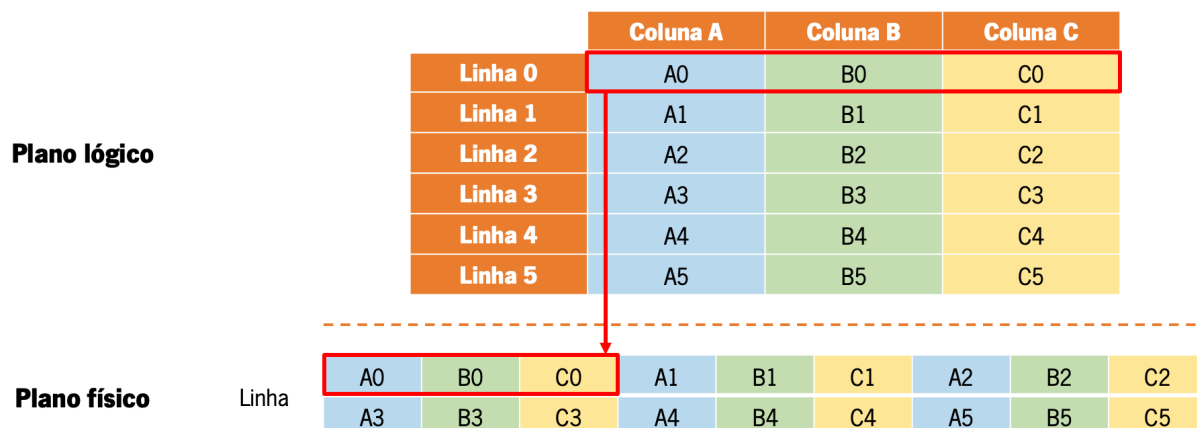 Coluna A Coluna B Coluna C
Linha 0 A0 B0 C0
Linha 1 A1 B1 C1
Plano lógico Linha 2 A2 B2 C2
Linha 3 A3 B3 C3
Linha 4 A4 B4 C4
Linha 5 A5 B5 C5
A0 B0 C0 A1 B1 C1 A2 B2 C2
Plano físico Linha
A3 B3 C3 A4 B4 C4 A5 B5 C5